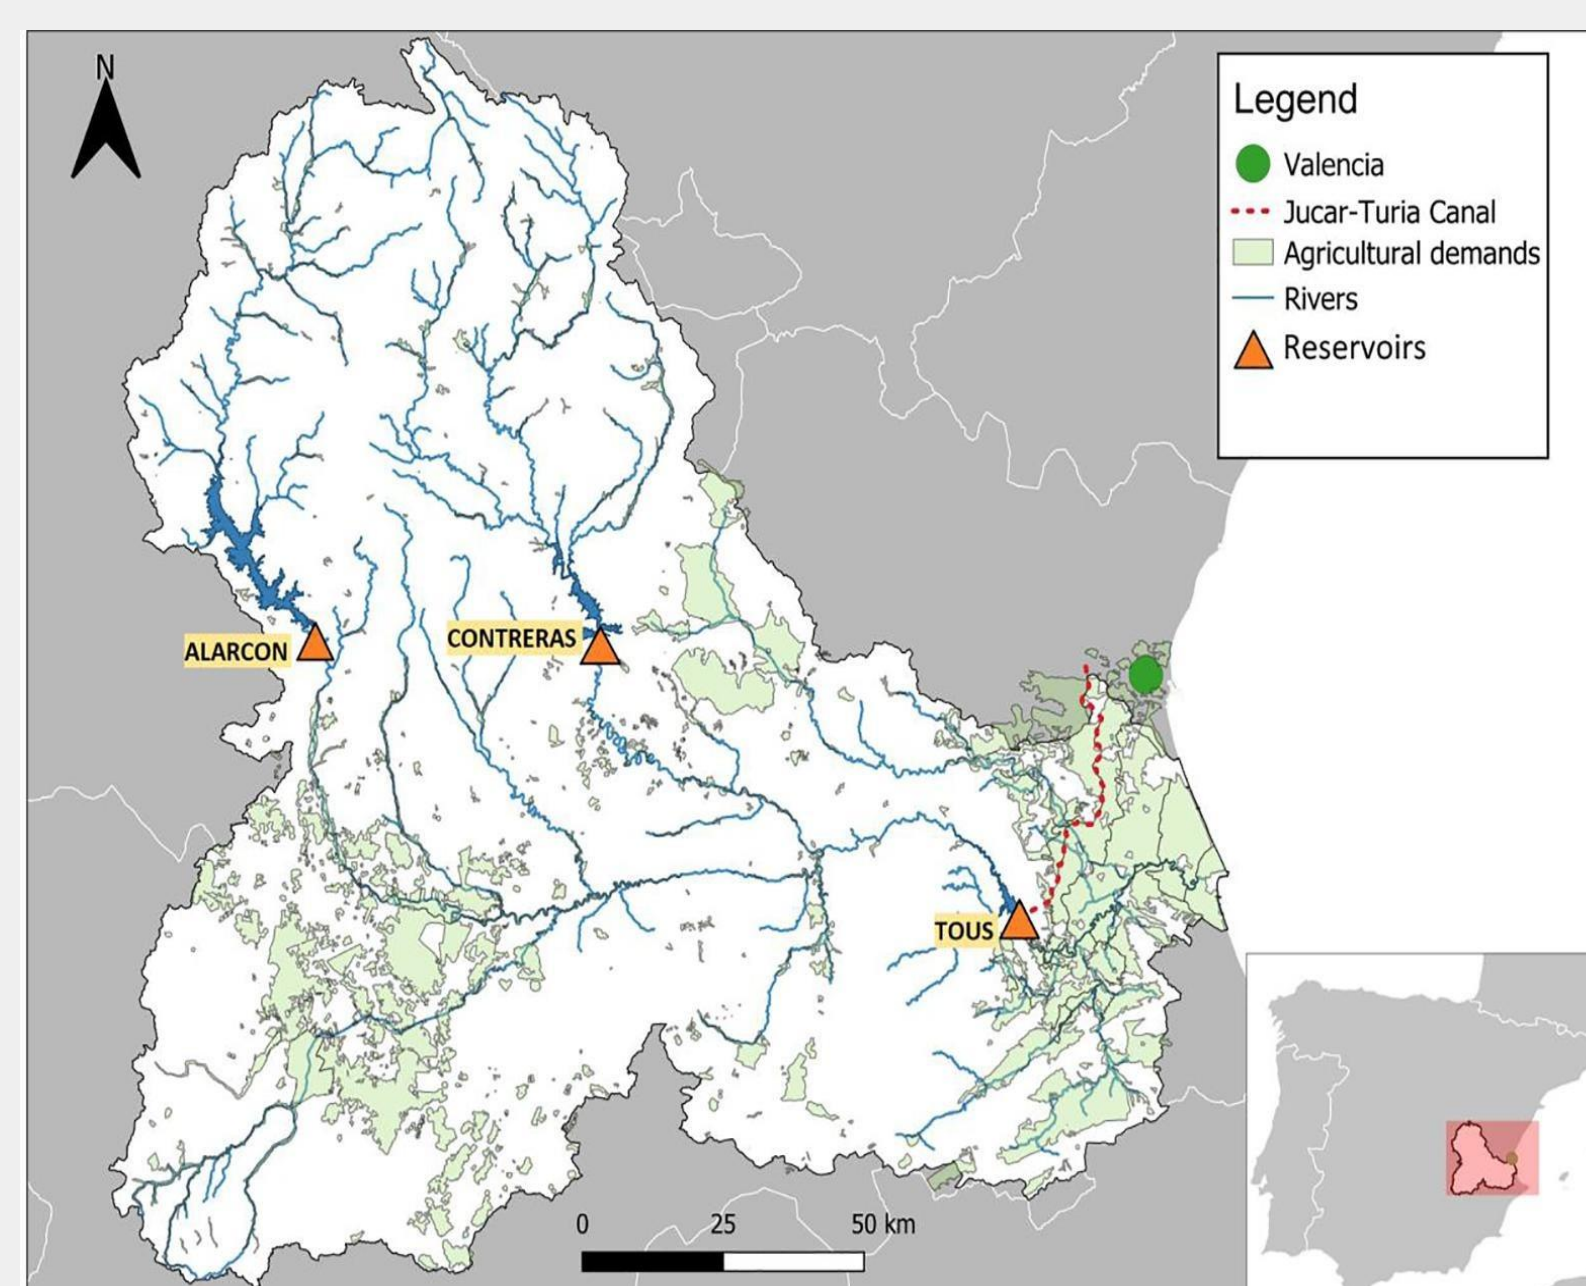 N
Legend
Valencia
Jucar-Turia Canal
Agricultural demands
Rivers
Reservoirs
ALARCON
CONTRERAS
TOUS
0 25 50 km